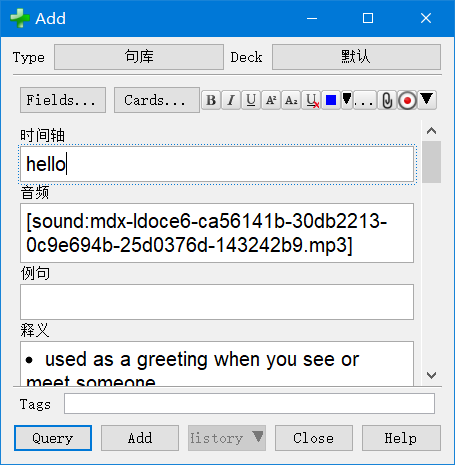 Add
Type 句库 Deck 默认
Fields... Cards... B I U A² A₂ U ...
时间轴
hello
音频
[sound:mdx-ldoce6-ca56141b-30db2213-
0c9e694b-25d0376d-143242b9.mp3]
例句
释义
• used as a greeting when you see or
meet someone
Tags
Query Add History Close Help